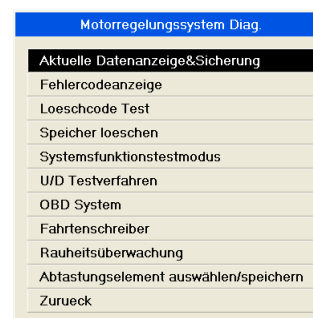 Motorregelungssystem Diag.
Aktuelle Datenanzeige&Sicherung
Fehlercodeanzeige
Loeschcode Test
Speicher loeschen
Systemsfunktionstestmodus
U/D Testverfahren
OBD System
Fahrtenschreiber
Rauheitsüberwachung
Abtastungselement auswählen/speichern
Zurueck